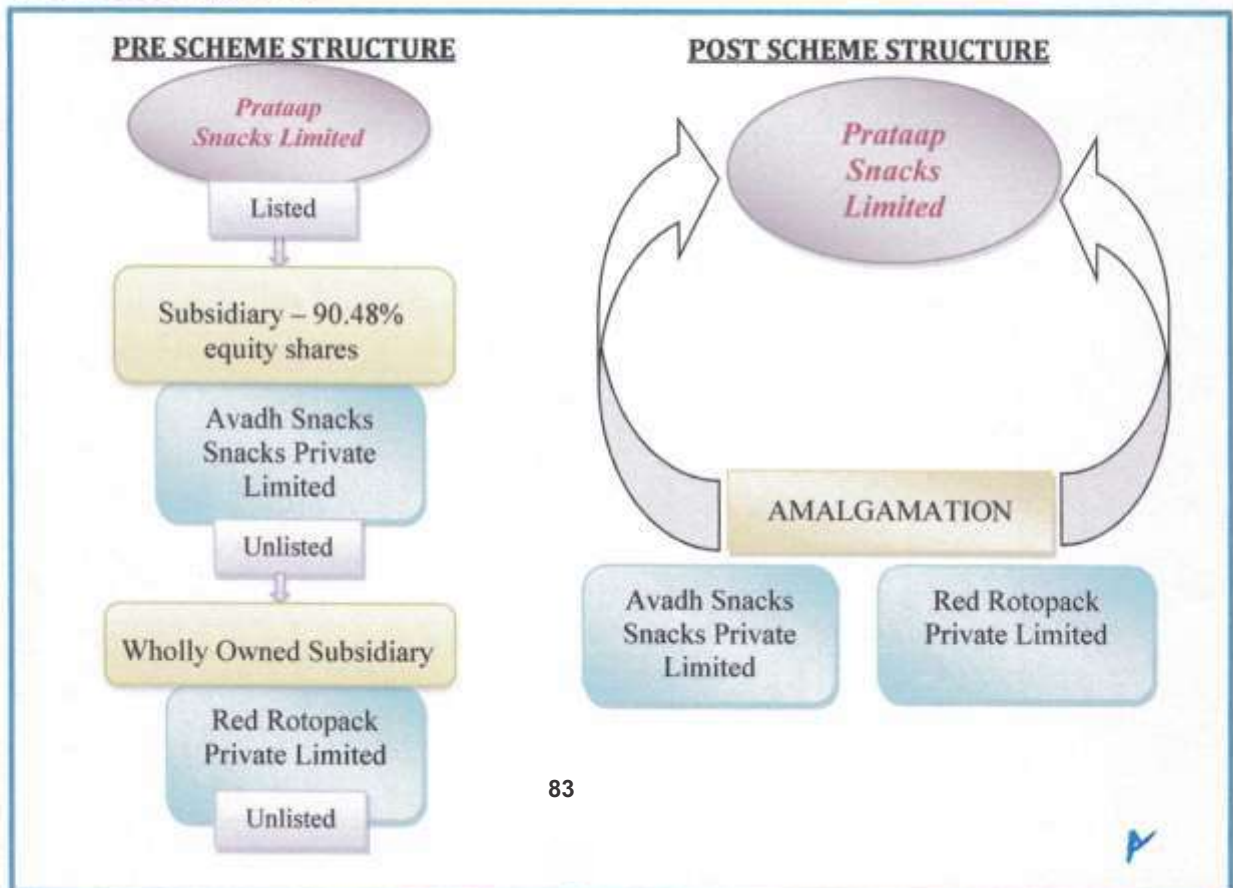 PRE SCHEME STRUCTURE
Prataap
Snacks Limited
Listed
Subsidiary – 90.48%
equity shares
Avadh Snacks
Snacks Private
Limited
Unlisted
Wholly Owned Subsidiary
Red Rotopack
Private Limited
Unlisted
POST SCHEME STRUCTURE
Prataap
Snacks
Limited
AMALGAMATION
Avadh Snacks
Snacks Private
Limited
Red Rotopack
Private Limited
83